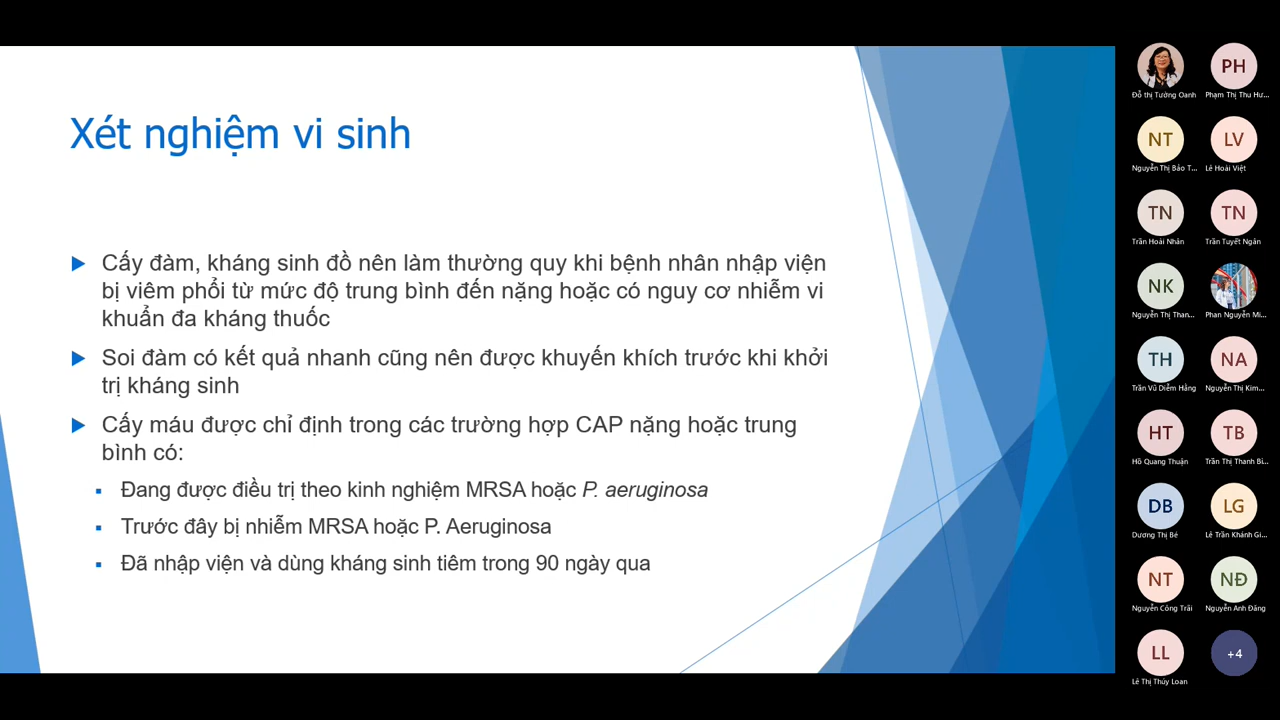 Xét nghiệm vi sinh
Cấy đàm, kháng sinh đồ nên làm thường quy khi bệnh nhân nhập viện
bị viêm phổi từ mức độ trung bình đến nặng hoặc có nguy cơ nhiễm vi
khuẩn đa kháng thuốc
Soi đàm có kết quả nhanh cũng nên được khuyến khích trước khi khởi
trị kháng sinh
Cấy máu được chỉ định trong các trường hợp CAP nặng hoặc trung
bình có:
Đang được điều trị theo kinh nghiệm MRSA hoặc P. aeruginosa
Trước đây bị nhiễm MRSA hoặc P. Aeruginosa
Đã nhập viện và dùng kháng sinh tiêm trong 90 ngày qua
Đỗ thị Tường Oanh
PH
Phạm Thị Thu Hư...
NT
Nguyễn Thị Bảo T...
LV
Lê Hoài Việt
TN
Trần Hoài Nhân
TN
Trần Tuyết Ngân
NK
Nguyễn Thị Than...
Phan Nguyễn Mi...
TH
Trần Vũ Diễm Hằng
NA
Nguyễn Thị Kim...
HT
Hồ Quang Thuận
TB
Trần Thị Thanh Bi...
DB
Dương Thị Bé
LG
Lê Trần Khánh Gi...
NT
Nguyễn Công Trãi
NĐ
Nguyễn Anh Đăng
LL
Lê Thị Thúy Loan
+4